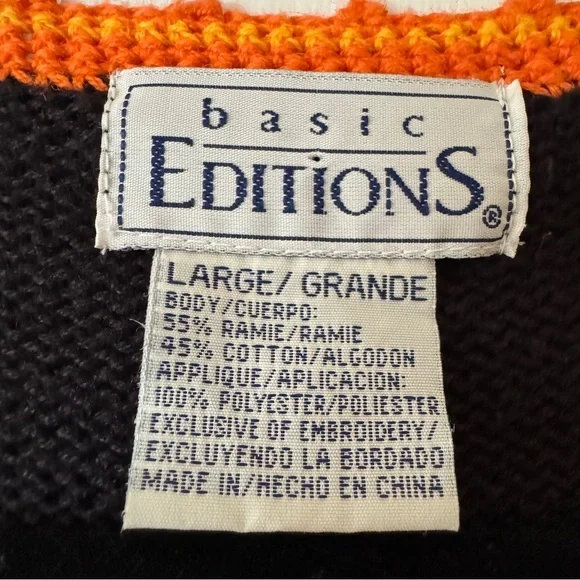 basic
EDITIONS®
LARGE/ GRANDE
BODY/CUERPO:
55% RAMIE/RAMIE
45% COTTON/ALGODON
APPLIQUE/APLICACION:
100% POLYESTER/POLIESTER
EXCLUSIVE OF EMBROIDERY/
EXCLUYENDO LA BORDADO
MADE IN/HECHO EN CHINA